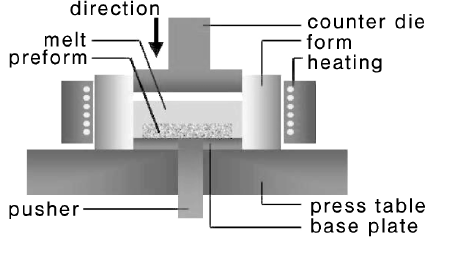 direction
melt
preform
counter die
form
heating
pusher
press table
base plate